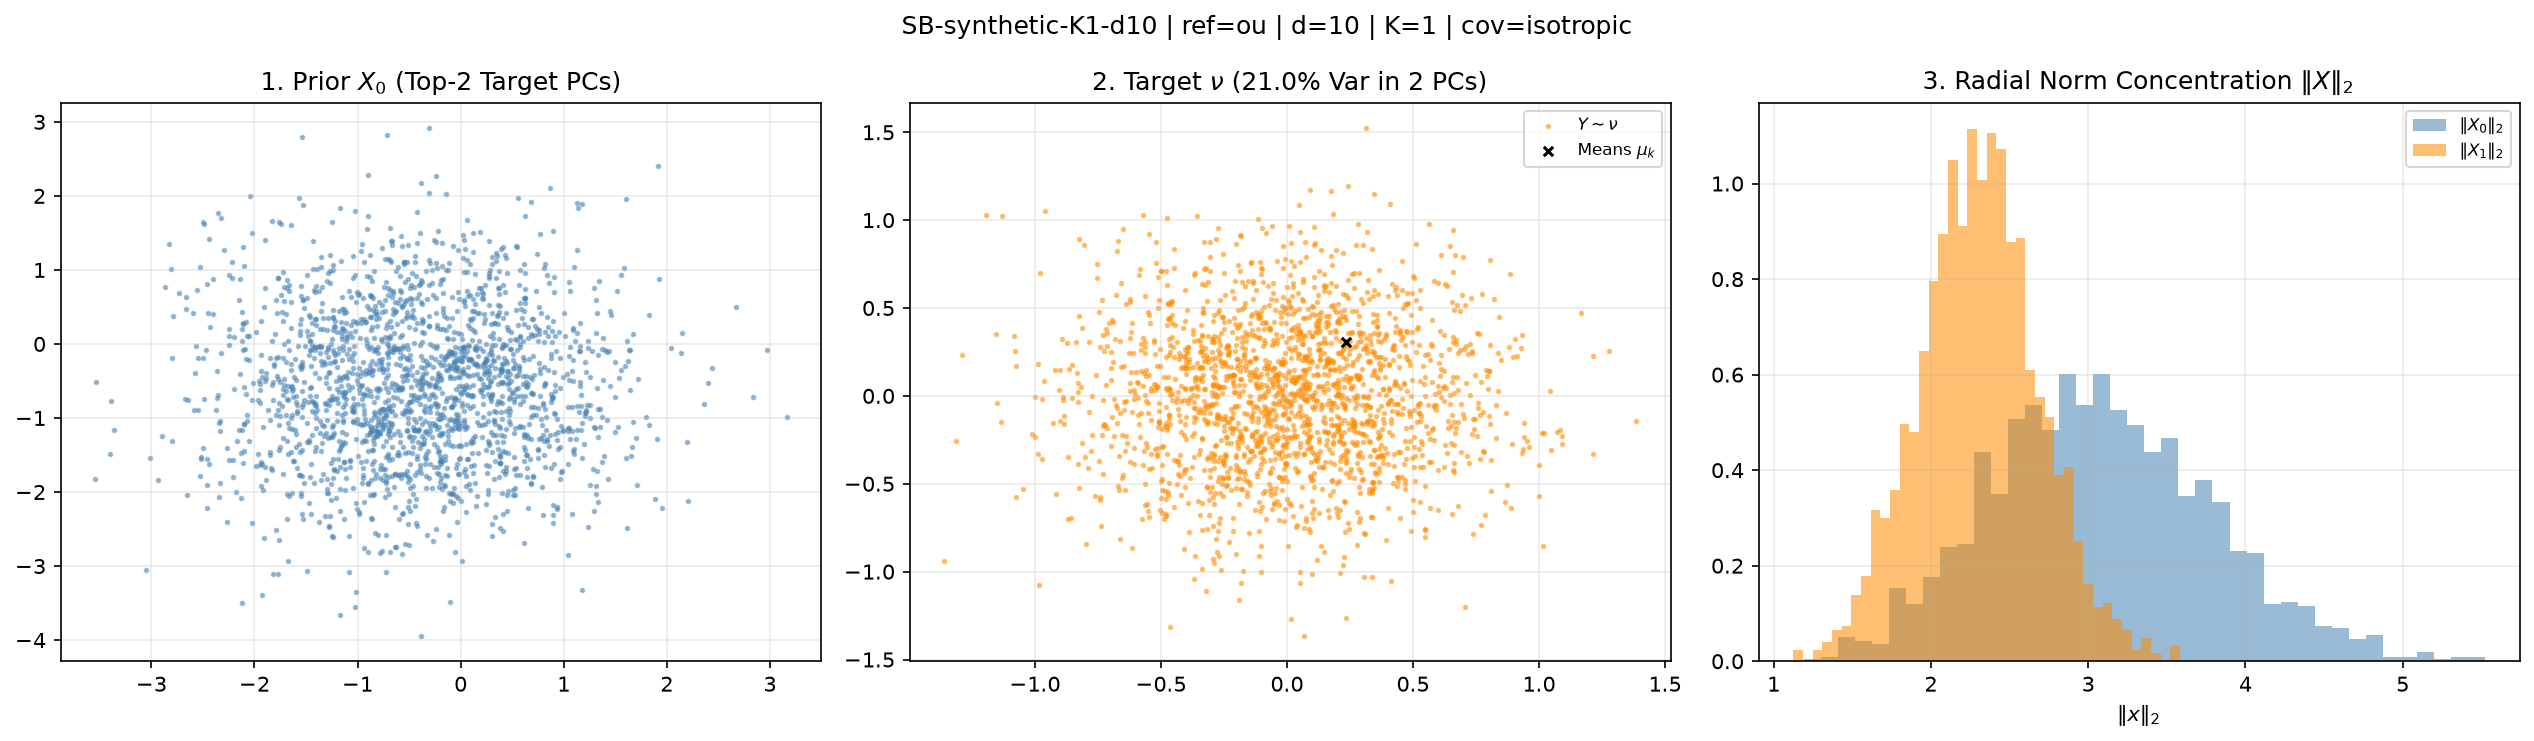 SB-synthetic-K1-d10 | ref=ou | d=10 | K=1 | cov=isotropic
1. Prior X₀ (Top-2 Target PCs)
3
2
1
0
−1
−2
−3
−4
−3 −2 −1 0 1 2 3
2. Target ν (21.0% Var in 2 PCs)
Y ∼ ν
Means μₖ
1.5
1.0
0.5
0.0
−0.5
−1.0
−1.5
−1.0 −0.5 0.0 0.5 1.0 1.5
3. Radial Norm Concentration ‖X‖₂
‖X₀‖₂
‖X₁‖₂
1.0
0.8
0.6
0.4
0.2
0.0
1 2 3 4 5
‖x‖₂